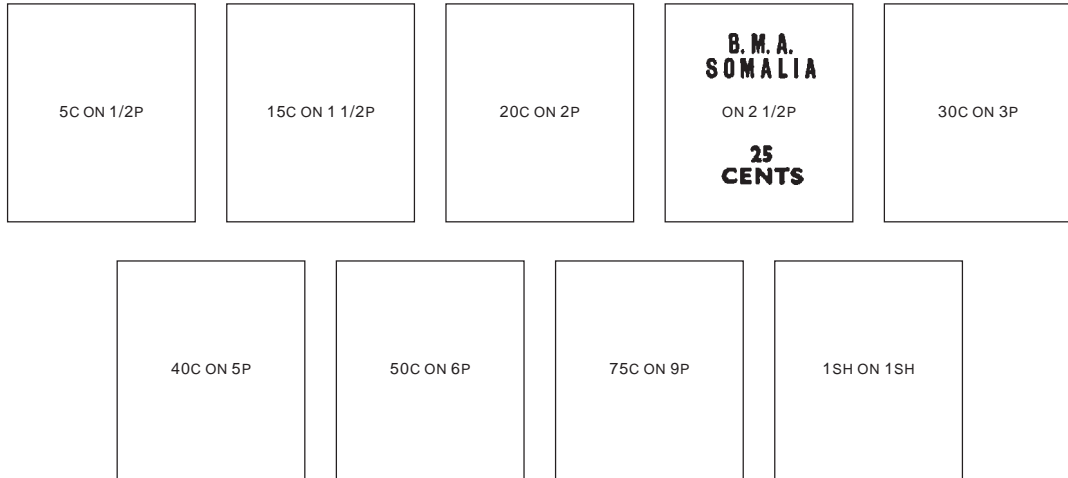 5C ON 1/2P
15C ON 1 1/2P
20C ON 2P
B. M. A.
SOMALIA
ON 2 1/2P
25
CENTS
30C ON 3P
40C ON 5P
50C ON 6P
75C ON 9P
1SH ON 1SH